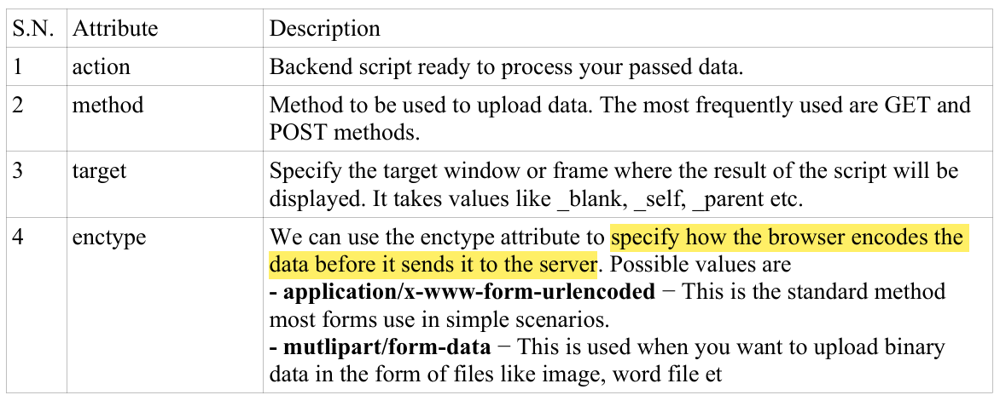 S.N. Attribute Description
1 action Backend script ready to process your passed data.
2 method Method to be used to upload data. The most frequently used are GET and
POST methods.
3 target Specify the target window or frame where the result of the script will be
displayed. It takes values like _blank, _self, _parent etc.
4 enctype We can use the enctype attribute to specify how the browser encodes the
data before it sends it to the server. Possible values are
- application/x-www-form-urlencoded − This is the standard method
most forms use in simple scenarios.
- mutlipart/form-data − This is used when you want to upload binary
data in the form of files like image, word file et